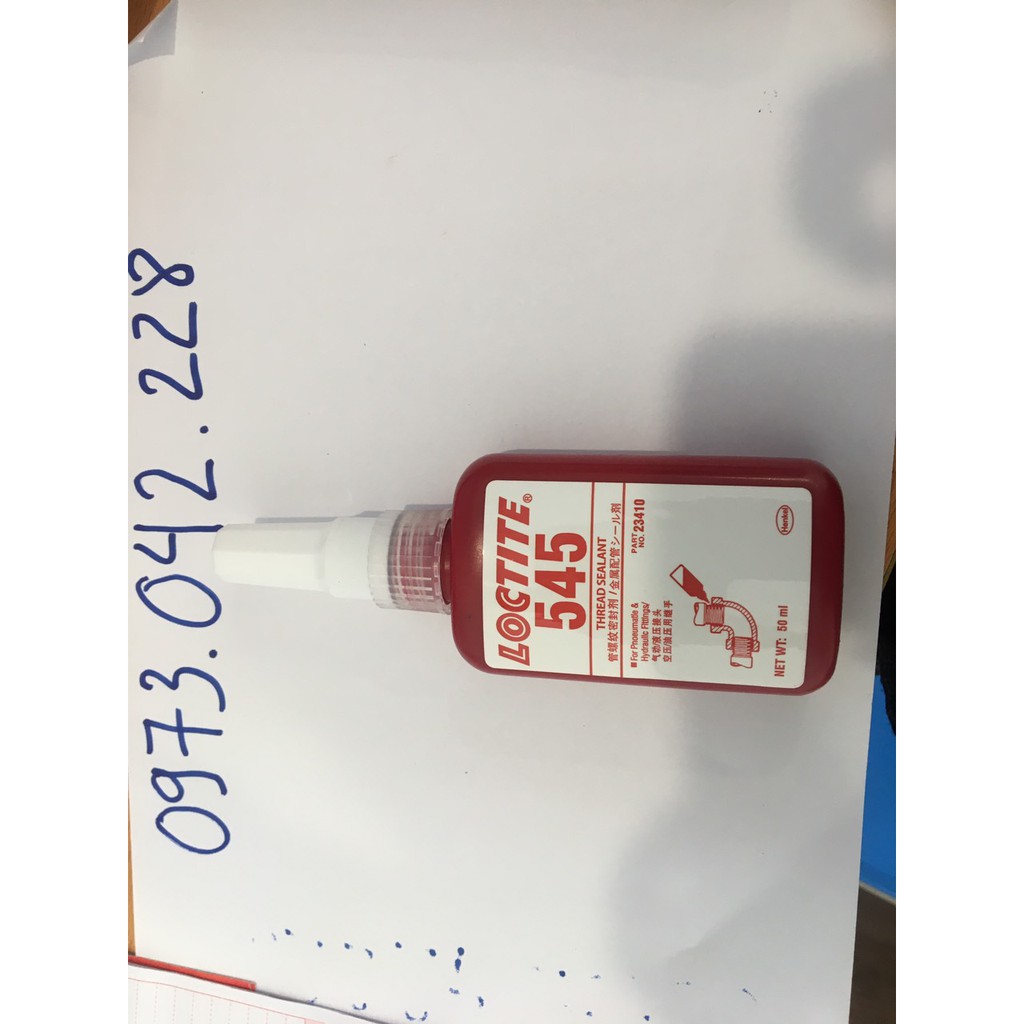 0973.042.228
LOCTITE®
545
THREAD SEALANT
管螺纹密封剂/金属配管シール剤
■ For Pneumatic &
Hydraulic Fittings/
气动/液压接头
空压/油压用継手
PART NO. 23410
NET WT: 50 ml
Henkel